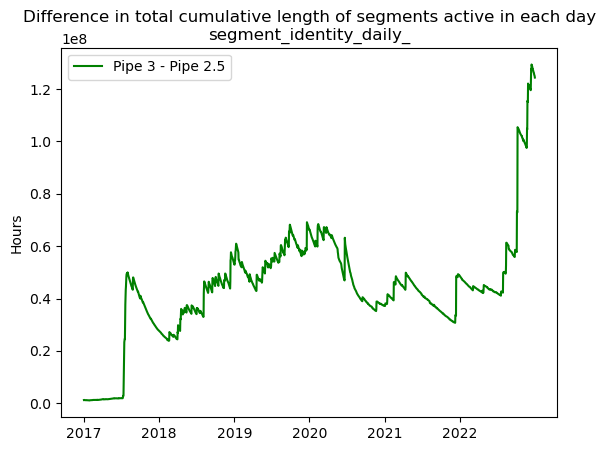 Difference in total cumulative length of segments active in each day
segment_identity_daily_
1e8
Pipe 3 - Pipe 2.5
1.2
1.0
0.8
0.6
0.4
0.2
0.0
Hours
2017 2018 2019 2020 2021 2022